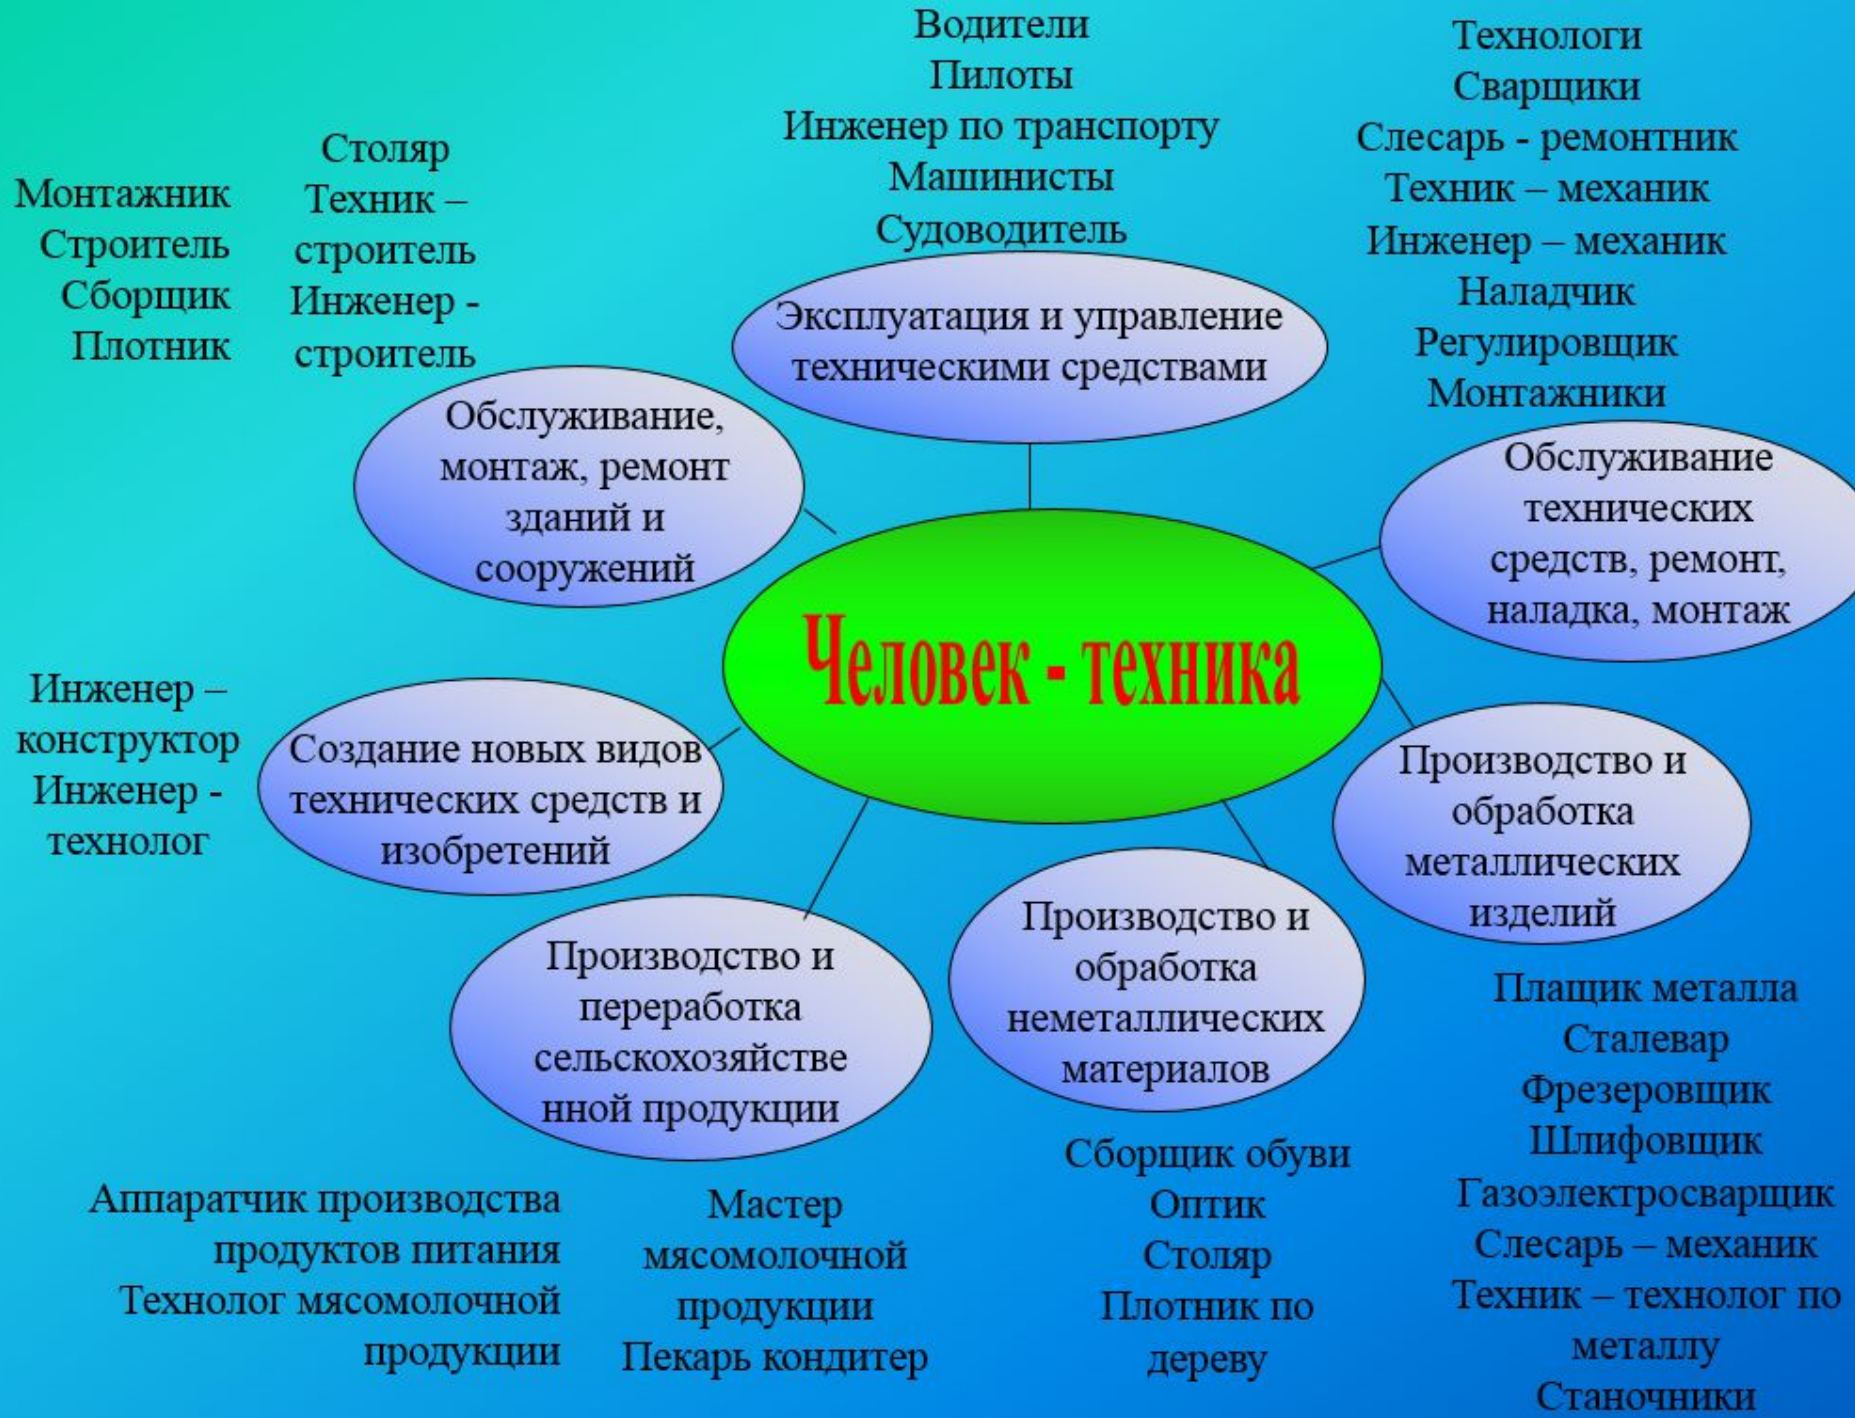 Водители
Пилоты
Инженер по транспорту
Машинисты
Судоводитель
Технологи
Сварщики
Слесарь - ремонтник
Техник – механик
Инженер – механик
Наладчик
Регулировщик
Монтажники
Монтажник
Строитель
Сборщик
Плотник
Столяр
Техник –
строитель
Инженер -
строитель
Эксплуатация и управление
техническими средствами
Обслуживание,
монтаж, ремонт
зданий и
сооружений
Обслуживание
технических
средств, ремонт,
наладка, монтаж
Человек - техника
Инженер –
конструктор
Инженер -
технолог
Создание новых видов
технических средств и
изобретений
Производство и
обработка
металлических
изделий
Производство и
переработка
сельскохозяйстве
нной продукции
Производство и
обработка
неметаллических
материалов
Плащик металла
Сталевар
Фрезеровщик
Шлифовщик
Газоэлектросварщик
Слесарь – механик
Техник – технолог по
металлу
Станочники
Аппаратчик производства
продуктов питания
Технолог мясомолочной
продукции
Мастер
мясомолочной
продукции
Пекарь кондитер
Сборщик обуви
Оптик
Столяр
Плотник по
дереву